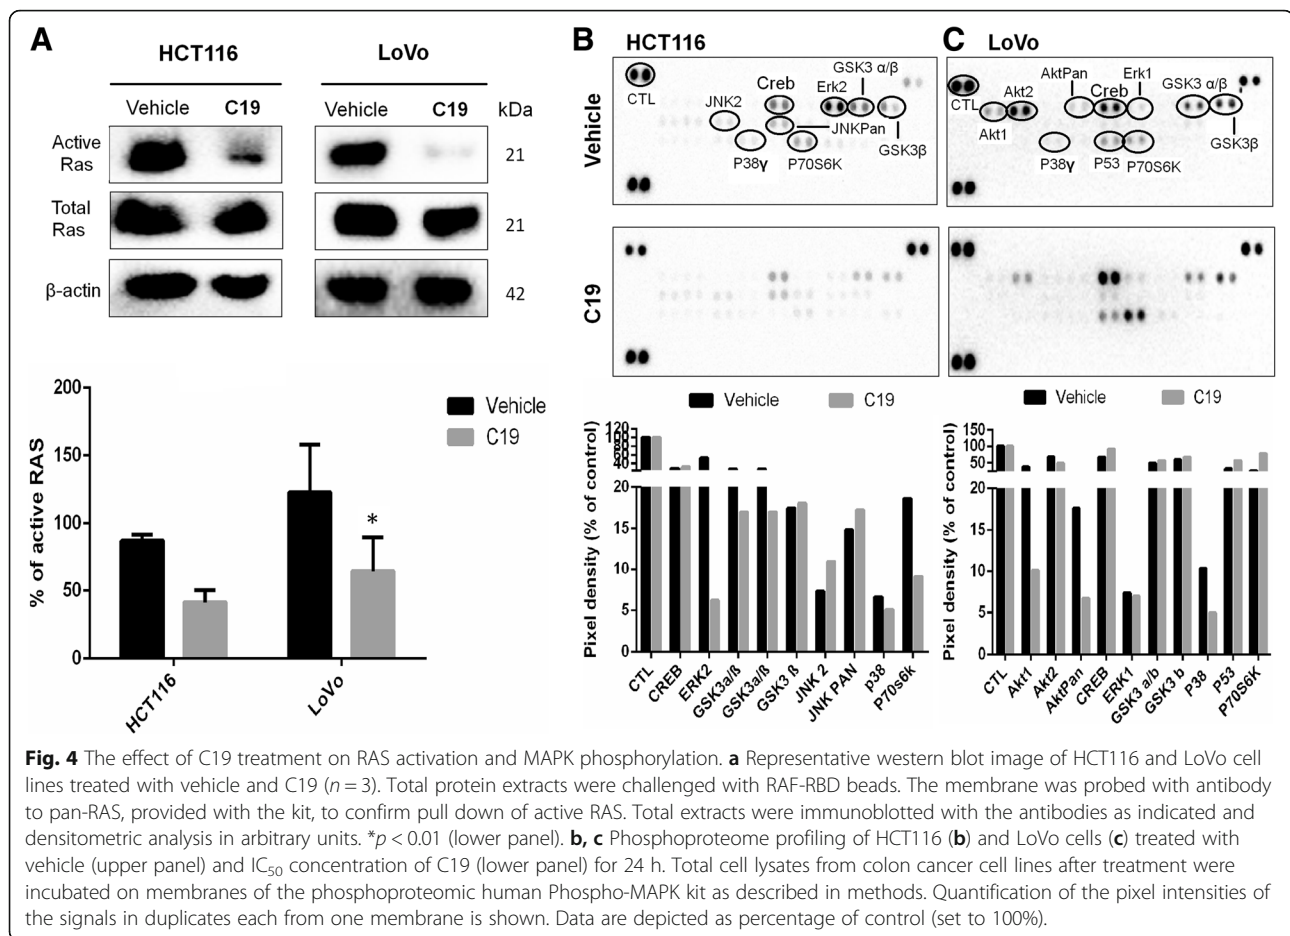 A
HCT116
LoVo
Vehicle
C19
Vehicle
C19
kDa
Active
Ras
21
Total
Ras
21
β-actin
42
200
150
100
50
0
% of active RAS
Vehicle
C19
*
HCT116
LoVo
B
HCT116
Vehicle
CTL
JNK2
Creb
Erk2
GSK3 α/β
JNKPan
P38γ
P70S6K
GSK3β
C19
Vehicle
C19
Pixel density (% of control)
120
100
80
60
40
20
15
10
5
0
CTL
CREB
ERK2
GSK3a/ß
GSK3a/ß
GSK3 ß
JNK 2
JNK PAN
p38
P70s6k
C
LoVo
CTL
Akt1
Akt2
AktPan
Creb
Erk1
GSK3 α/β
GSK3β
P38γ
P53
P70S6K
Vehicle
C19
Pixel density (% of control)
150
100
50
20
15
10
5
0
CTL
Akt1
Akt2
AktPan
CREB
ERK1
GSK3 a/b
GSK3 b
P38
P53
P70S6K
Fig. 4 The effect of C19 treatment on RAS activation and MAPK phosphorylation. a Representative western blot image of HCT116 and LoVo cell
lines treated with vehicle and C19 (n = 3). Total protein extracts were challenged with RAF-RBD beads. The membrane was probed with antibody
to pan-RAS, provided with the kit, to confirm pull down of active RAS. Total extracts were immunoblotted with the antibodies as indicated and
densitometric analysis in arbitrary units. *p < 0.01 (lower panel). b, c Phosphoproteome profiling of HCT116 (b) and LoVo cells (c) treated with
vehicle (upper panel) and IC50 concentration of C19 (lower panel) for 24 h. Total cell lysates from colon cancer cell lines after treatment were
incubated on membranes of the phosphoproteomic human Phospho-MAPK kit as described in methods. Quantification of the pixel intensities of
the signals in duplicates each from one membrane is shown. Data are depicted as percentage of control (set to 100%).